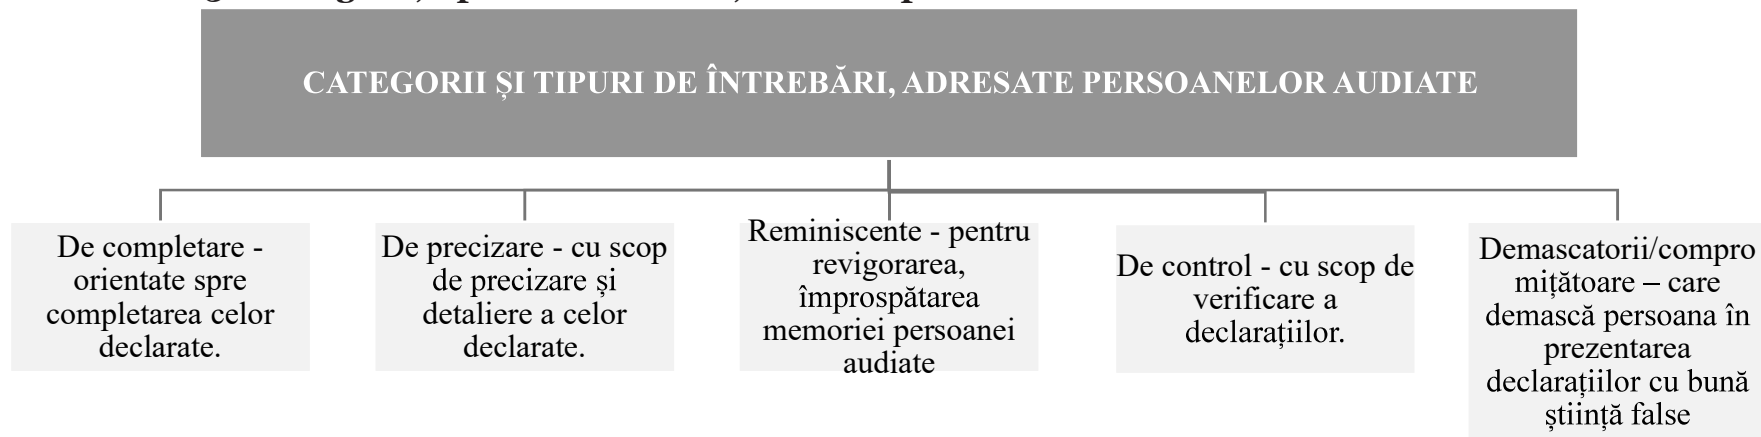 CATEGORII ȘI TIPURI DE ÎNTREBĂRI, ADRESATE PERSOANELOR AUDIATE
De completare -
orientate spre
completarea celor
declarate.
De precizare - cu scop
de precizare și
detaliere a celor
declarate.
Reminiscente - pentru
revigorarea,
împrospătarea
memoriei persoanei
audiate
De control - cu scop de
verificare a
declarațiilor.
Demascatorii/compro
mițătoare – care
demască persoana în
prezentarea
declarațiilor cu bună
știință false